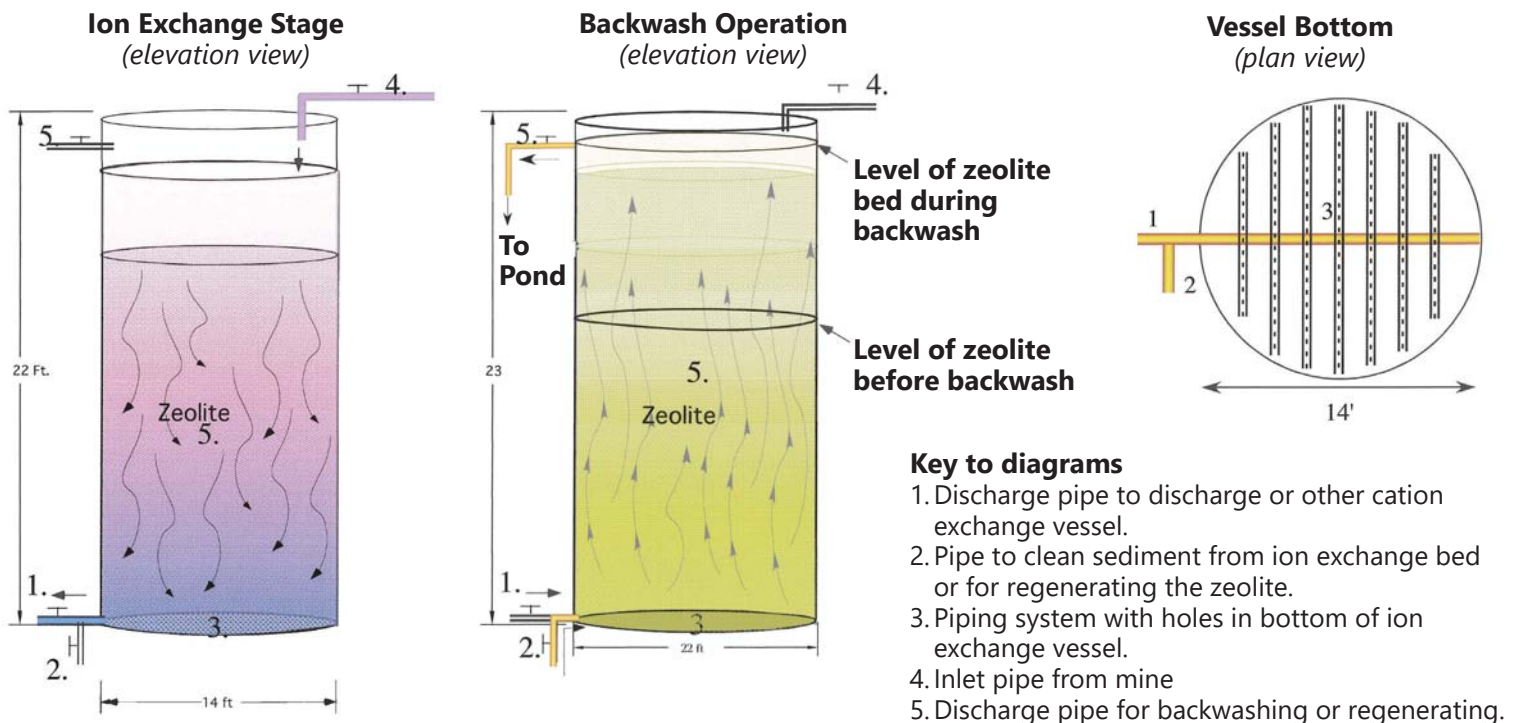 Ion Exchange Stage
(elevation view)
4.
5.
22 Ft.
Zeolite
5.
1.
3.
2.
14 ft
Backwash Operation
(elevation view)
4.
5.
To
Pond
Level of zeolite
bed during
backwash
Level of zeolite
before backwash
23
5.
Zeolite
1.
3
2.
22 ft
Vessel Bottom
(plan view)
1
3
2
14'
Key to diagrams
1. Discharge pipe to discharge or other cation
exchange vessel.
2. Pipe to clean sediment from ion exchange bed
or for regenerating the zeolite.
3. Piping system with holes in bottom of ion
exchange vessel.
4. Inlet pipe from mine
5. Discharge pipe for backwashing or regenerating.